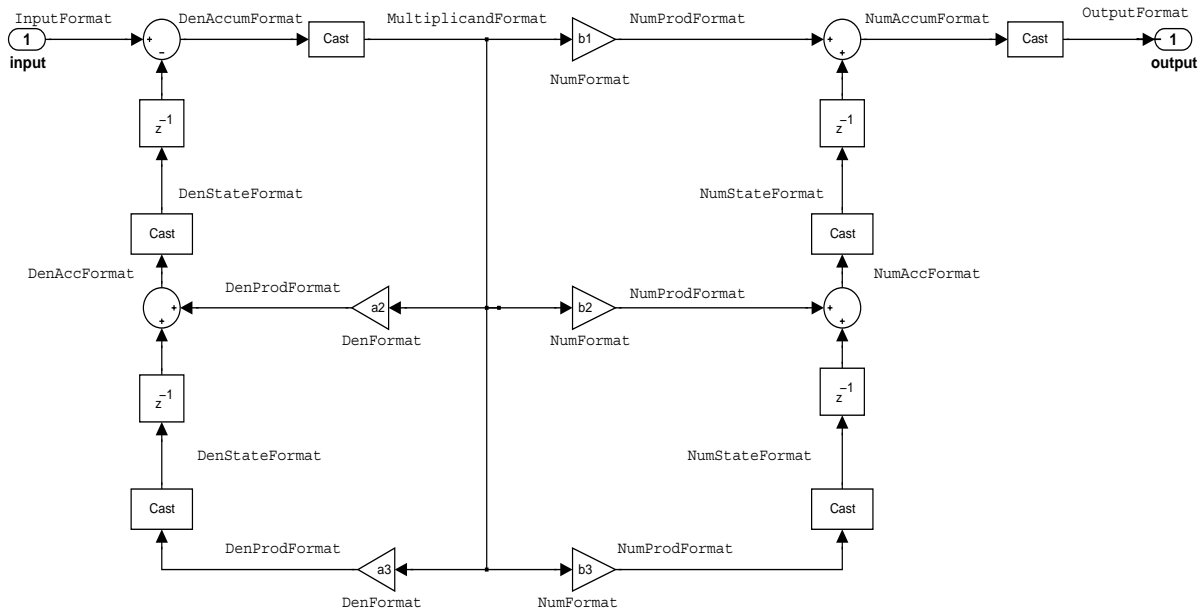 InputFormat
DenAccumFormat
MultiplicandFormat
NumProdFormat
NumAccumFormat
OutputFormat
1
input
+
−
Cast
b1
NumFormat
+
+
Cast
1
output
z−1
z−1
DenStateFormat
NumStateFormat
Cast
Cast
DenAccFormat
NumAccFormat
DenProdFormat
NumProdFormat
+
+
a2
b2
+
+
DenFormat
NumFormat
z−1
z−1
DenStateFormat
NumStateFormat
Cast
Cast
DenProdFormat
NumProdFormat
a3
b3
DenFormat
NumFormat